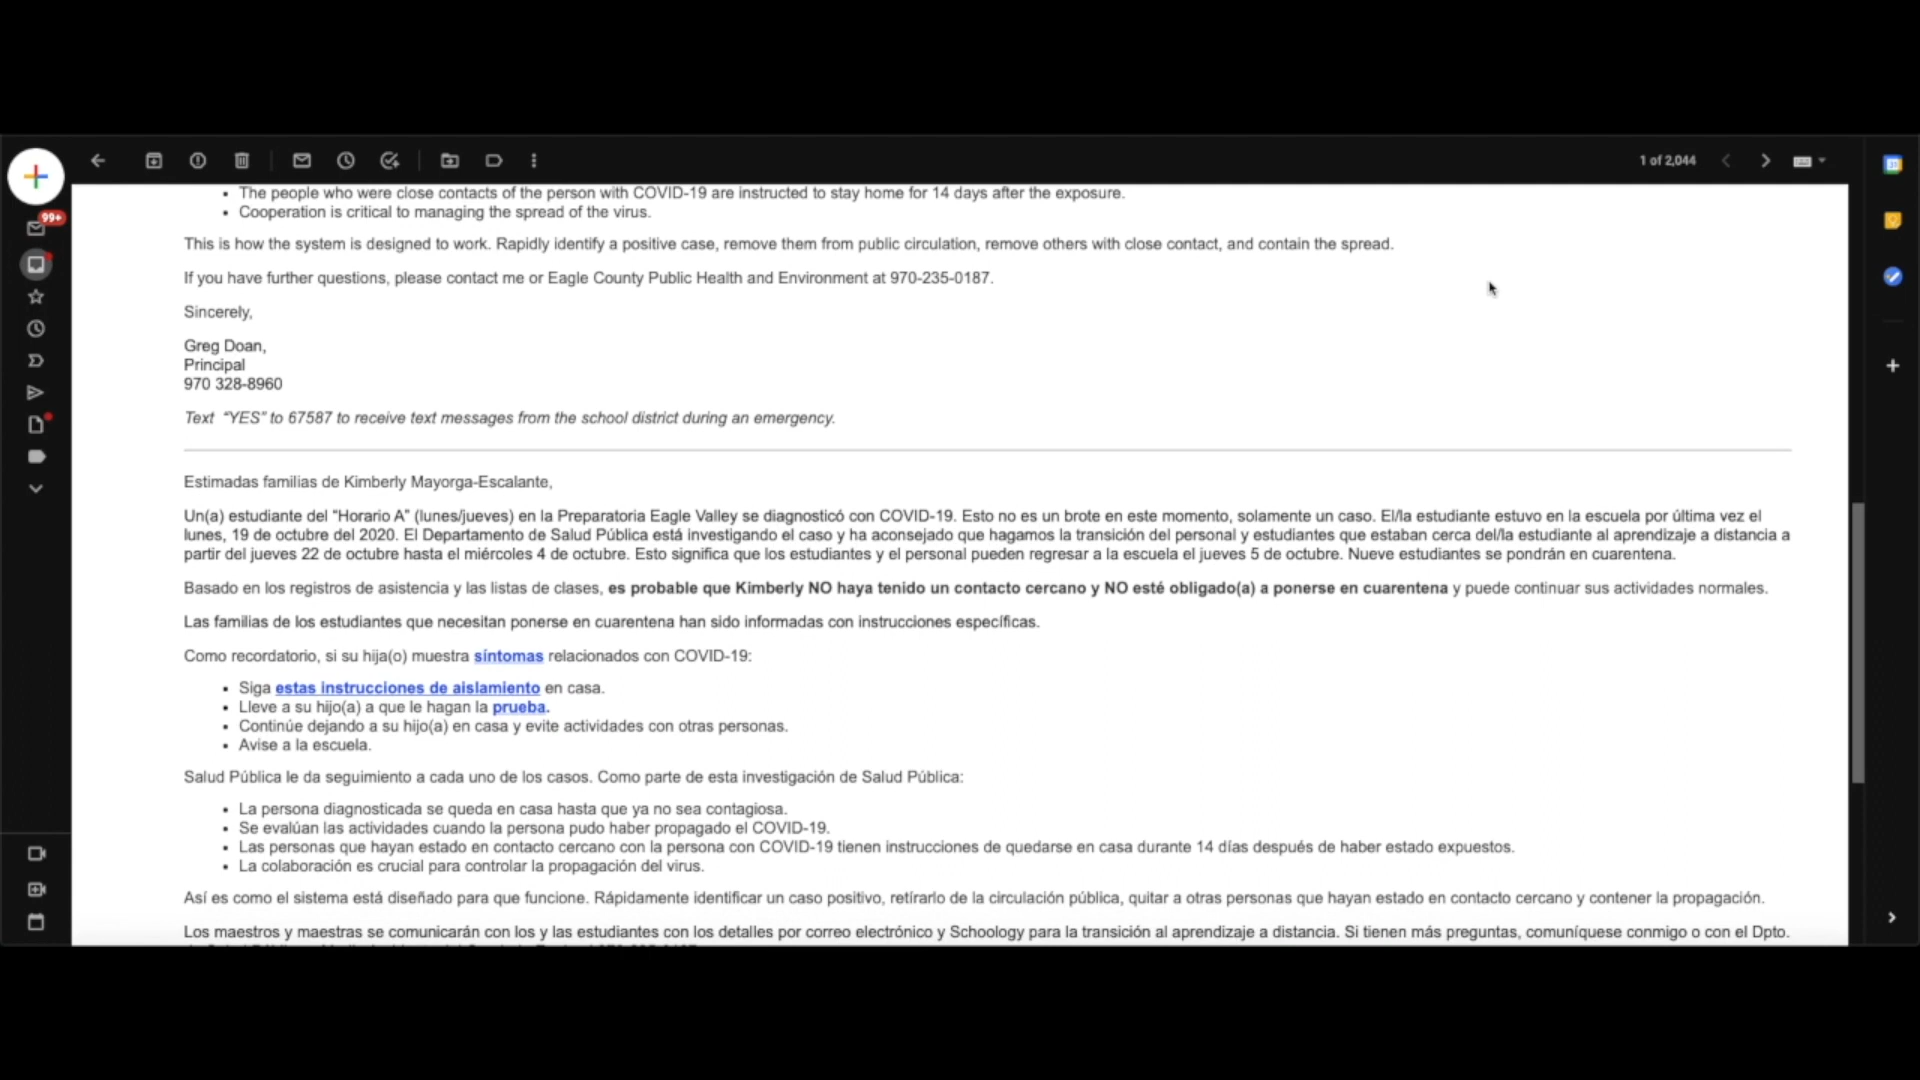 1 of 2,044
99+
The people who were close contacts of the person with COVID-19 are instructed to stay home for 14 days after the exposure.
Cooperation is critical to managing the spread of the virus.
This is how the system is designed to work. Rapidly identify a positive case, remove them from public circulation, remove others with close contact, and contain the spread.
If you have further questions, please contact me or Eagle County Public Health and Environment at 970-235-0187.
Sincerely,
Greg Doan,
Principal
970 328-8960
Text “YES” to 67587 to receive text messages from the school district during an emergency.
Estimadas familias de Kimberly Mayorga-Escalante,
Un(a) estudiante del "Horario A" (lunes/jueves) en la Preparatoria Eagle Valley se diagnosticó con COVID-19. Esto no es un brote en este momento, solamente un caso. El/la estudiante estuvo en la escuela por última vez el
lunes, 19 de octubre del 2020. El Departamento de Salud Pública está investigando el caso y ha aconsejado que hagamos la transición del personal y estudiantes que estaban cerca del/la estudiante al aprendizaje a distancia a
partir del jueves 22 de octubre hasta el miércoles 4 de octubre. Esto significa que los estudiantes y el personal pueden regresar a la escuela el jueves 5 de octubre. Nueve estudiantes se pondrán en cuarentena.
Basado en los registros de asistencia y las listas de clases, es probable que Kimberly NO haya tenido un contacto cercano y NO esté obligado(a) a ponerse en cuarentena y puede continuar sus actividades normales.
Las familias de los estudiantes que necesitan ponerse en cuarentena han sido informadas con instrucciones específicas.
Como recordatorio, si su hija(o) muestra síntomas relacionados con COVID-19:
Siga estas instrucciones de aislamiento en casa.
Lleve a su hijo(a) a que le hagan la prueba.
Continúe dejando a su hijo(a) en casa y evite actividades con otras personas.
Avise a la escuela.
Salud Pública le da seguimiento a cada uno de los casos. Como parte de esta investigación de Salud Pública:
La persona diagnosticada se queda en casa hasta que ya no sea contagiosa.
Se evalúan las actividades cuando la persona pudo haber propagado el COVID-19.
Las personas que hayan estado en contacto cercano con la persona con COVID-19 tienen instrucciones de quedarse en casa durante 14 días después de haber estado expuestos.
La colaboración es crucial para controlar la propagación del virus.
Así es como el sistema está diseñado para que funcione. Rápidamente identificar un caso positivo, retírarlo de la circulación pública, quitar a otras personas que hayan estado en contacto cercano y contener la propagación.
Los maestros y maestras se comunicarán con los y las estudiantes con los detalles por correo electrónico y Schoology para la transición al aprendizaje a distancia. Si tienen más preguntas, comuníquese conmigo o con el Dpto.